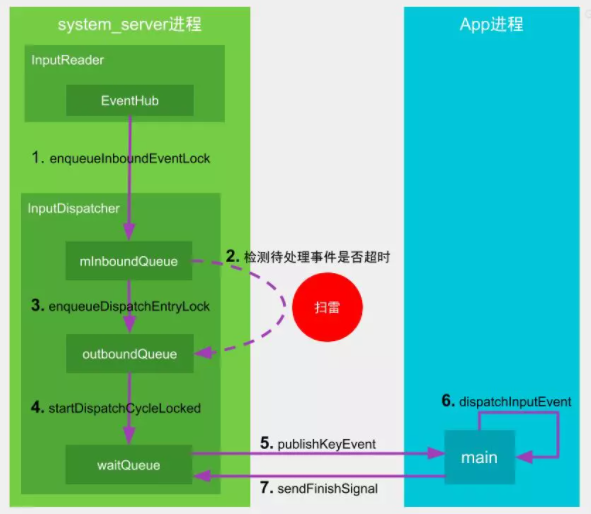 system_server进程
App进程
InputReader
EventHub
1. enqueueInboundEventLock
InputDispatcher
mInboundQueue
2. 检测待处理事件是否超时
扫雷
3. enqueueDispatchEntryLock
outboundQueue
4. startDispatchCycleLocked
6. dispatchInputEvent
5. publishKeyEvent
waitQueue
main
7. sendFinishSignal